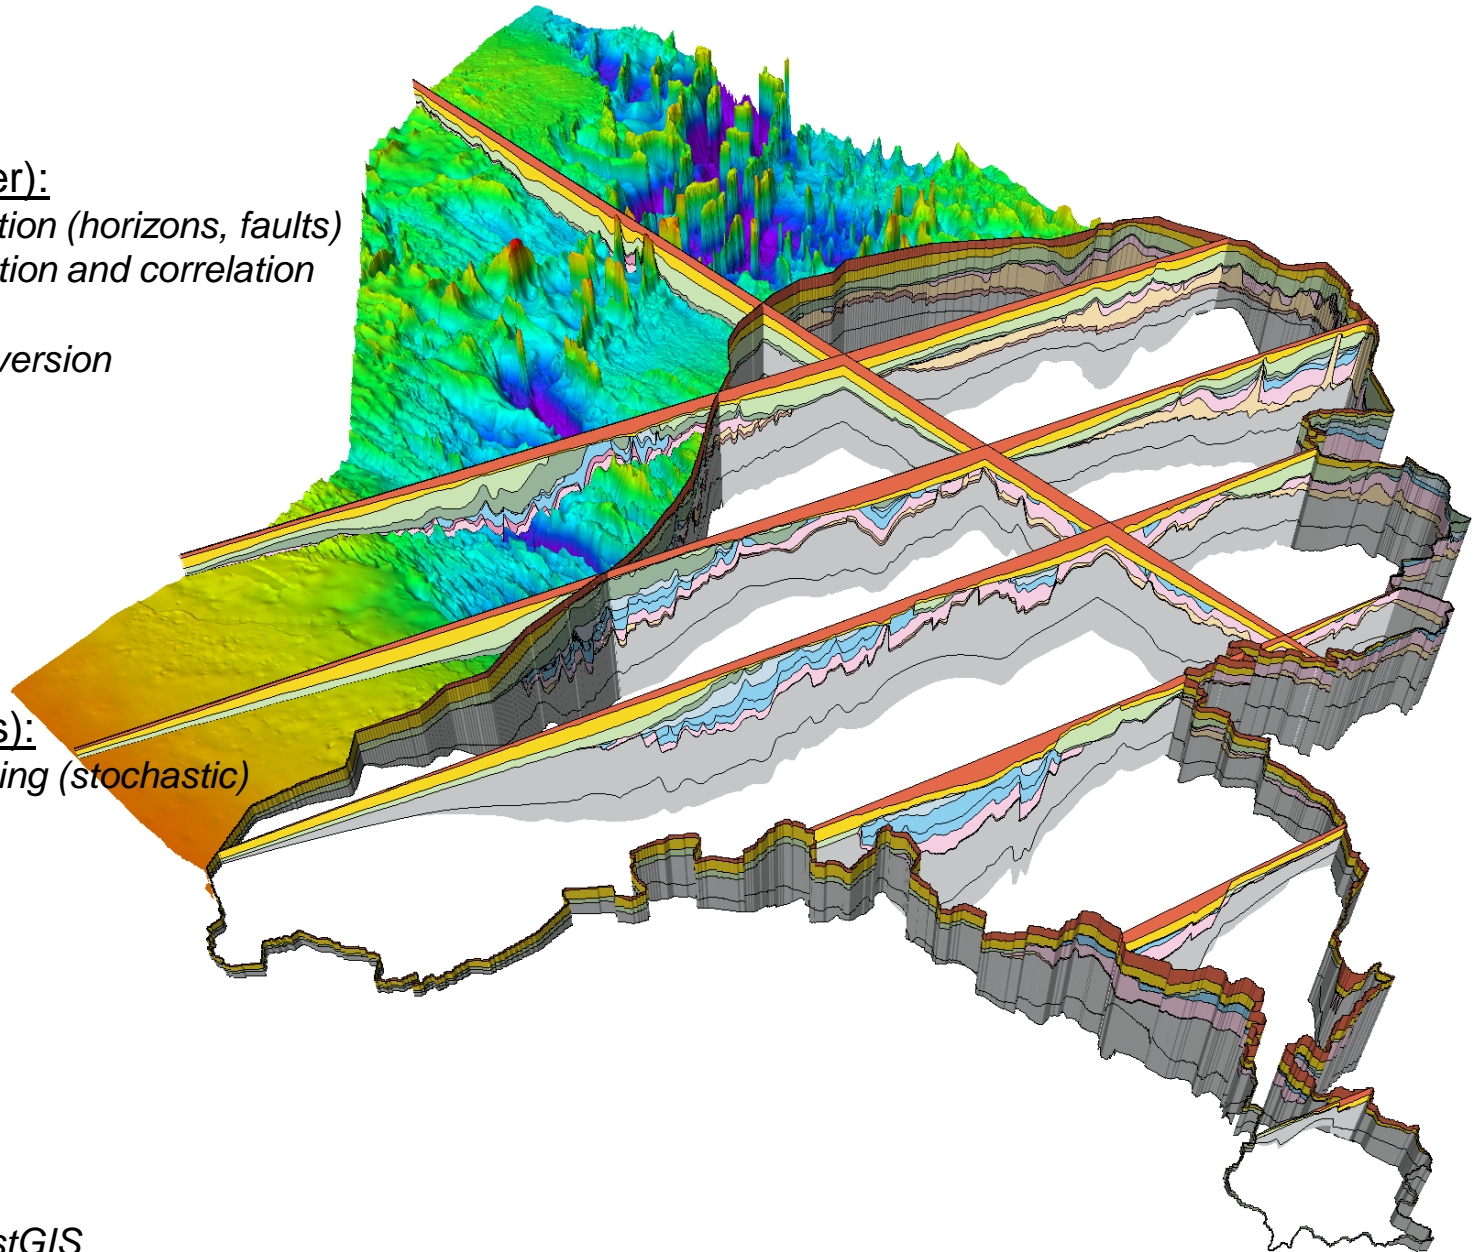 er):
tion (horizons, faults)
tion and correlation
version
s):
ing (stochastic)
stGIS